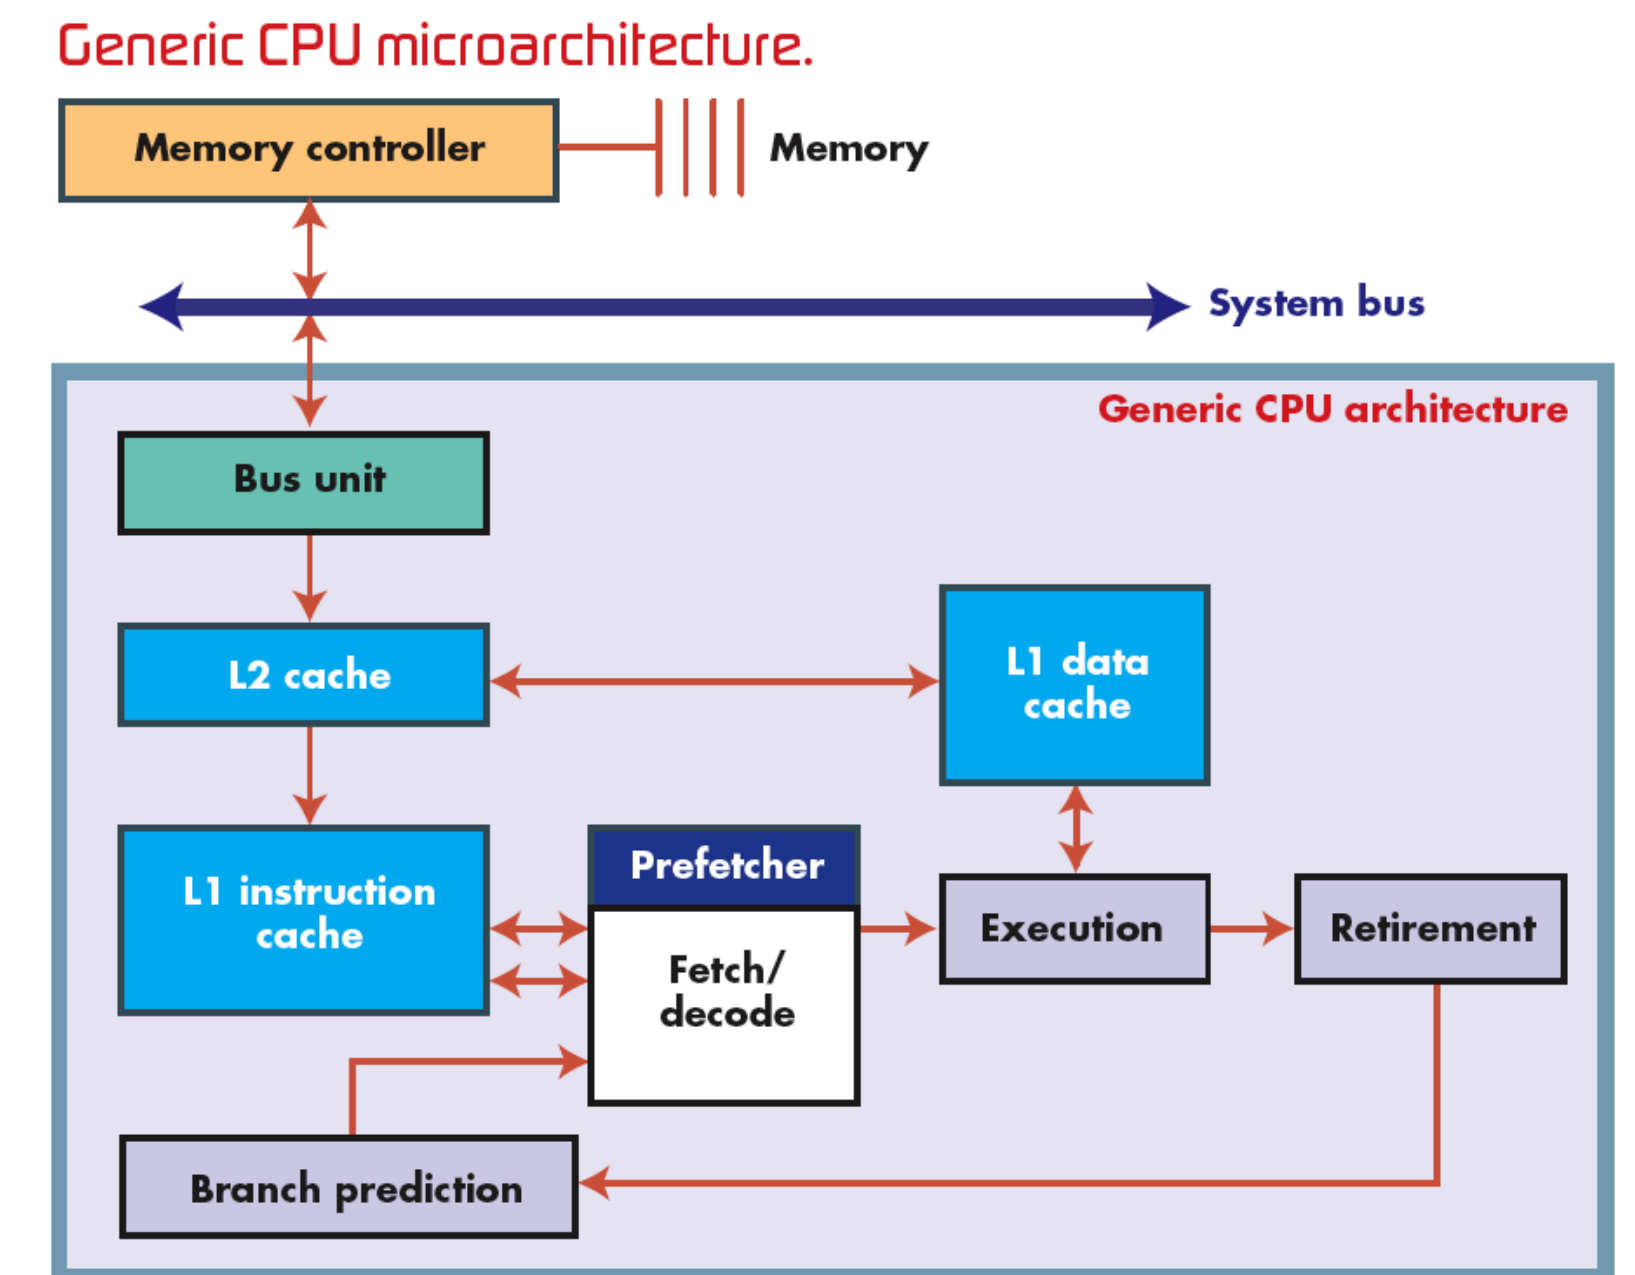 Generic CPU microarchitecture.
Memory controller
Memory
System bus
Generic CPU architecture
Bus unit
L2 cache
L1 data
cache
L1 instruction
cache
Prefetcher
Fetch/
decode
Execution
Retirement
Branch prediction